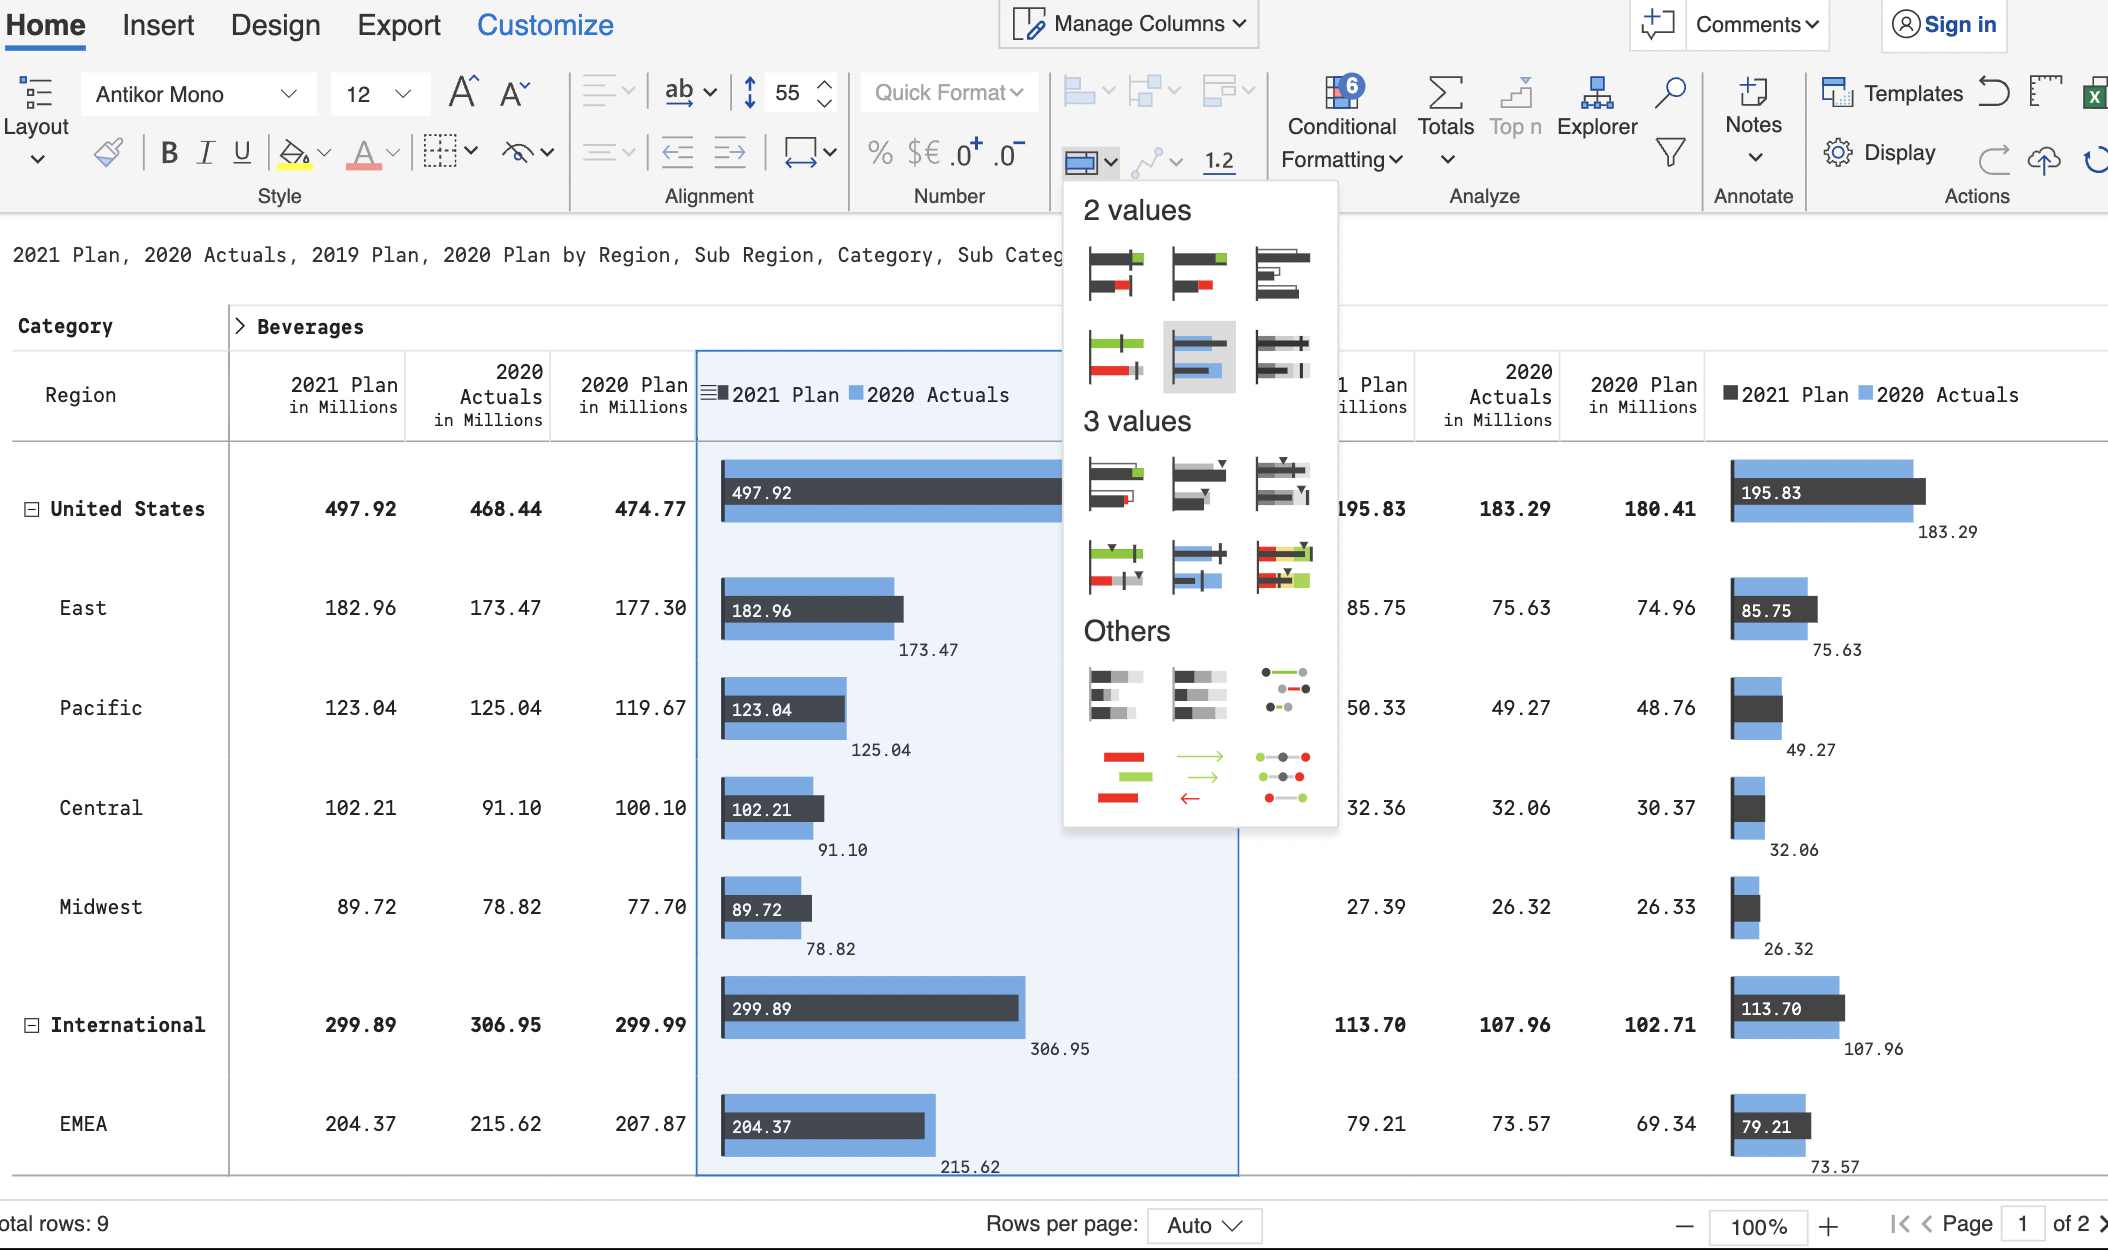 Home Insert Design Export Customize Manage Columns Comments Sign in
Antikor Mono 12 A A ab 55 Quick Format 6 Templates
Layout Conditional Totals Top n Explorer Notes
B I U A % $€ .0 .0 1.2 Formatting Display
Style Alignment Number Analyze Annotate Actions
2021 Plan, 2020 Actuals, 2019 Plan, 2020 Plan by Region, Sub Region, Category, Sub
2 values
3 values
Others
Category Beverages
Region 2021 Plan in Millions 2020 Actuals in Millions 2020 Plan in Millions 2021 Plan 2020 Actuals Plan 2020 Actuals in Millions 2020 Plan in Millions 2021 Plan 2020 Actuals
United States 497.92 468.44 474.77 497.92 195.83 183.29 180.41 195.83
183.29
East 182.96 173.47 177.30 182.96 85.75 75.63 74.96 85.75
173.47 75.63
Pacific 123.04 125.04 119.67 123.04 50.33 49.27 48.76
125.04 49.27
Central 102.21 91.10 100.10 102.21 32.36 32.06 30.37
91.10 32.06
Midwest 89.72 78.82 77.70 89.72 27.39 26.32 26.33
78.82 26.32
International 299.89 306.95 299.99 299.89 113.70 107.96 102.71 113.70
306.95 107.96
EMEA 204.37 215.62 207.87 204.37 79.21 73.57 69.34 79.21
215.62 73.57
otal rows: 9 Rows per page: Auto 100% Page 1 of 2